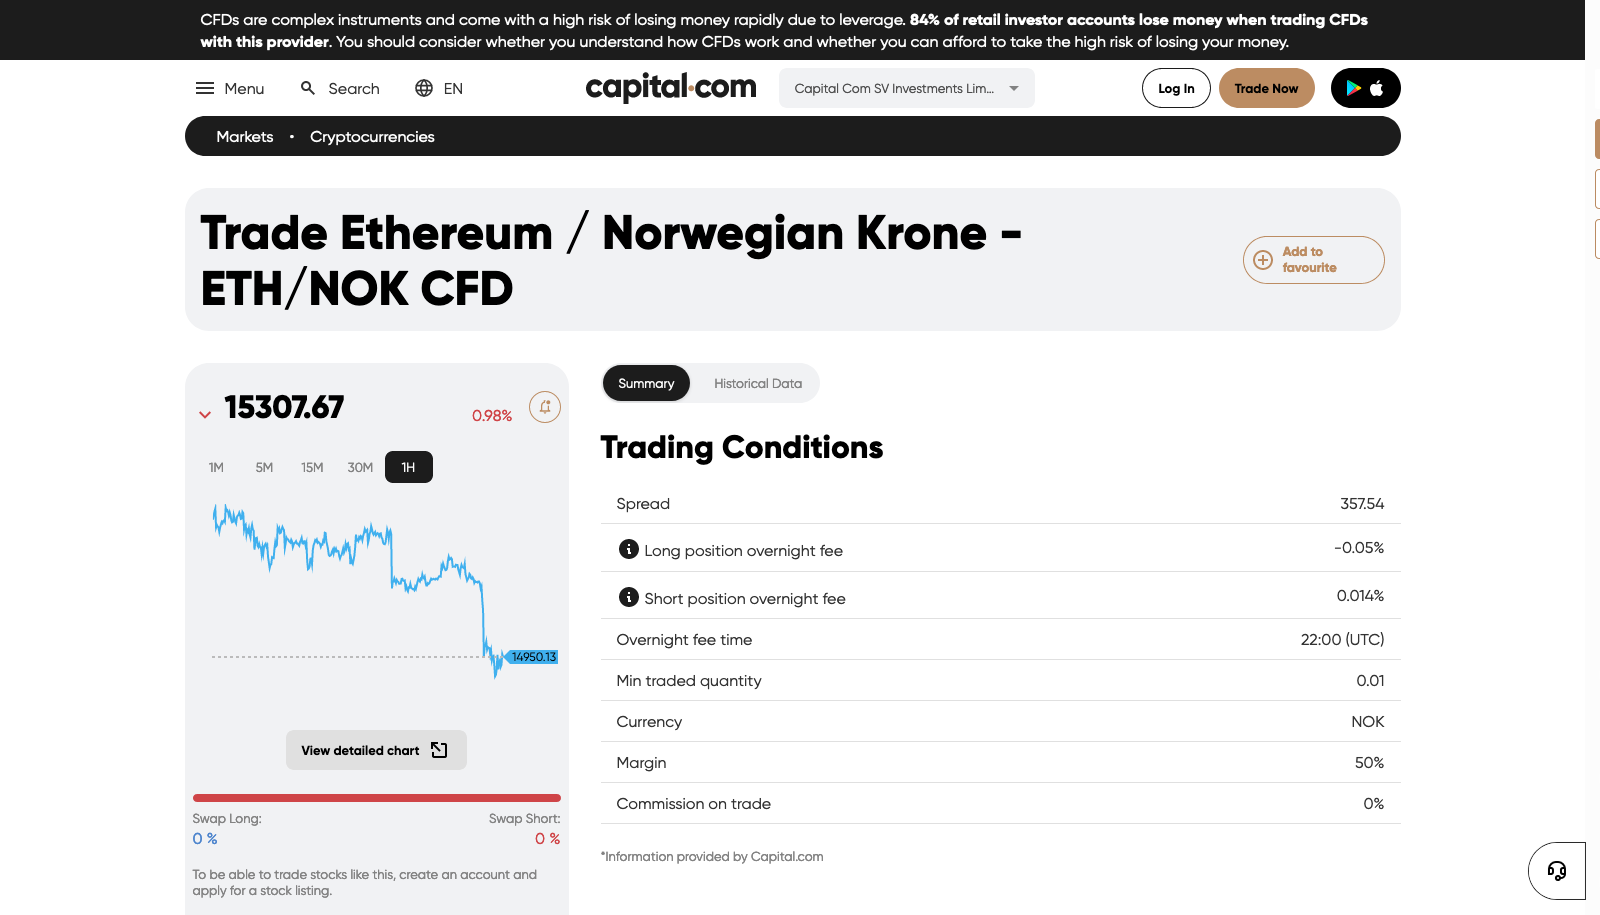 CFDs are complex instruments and come with a high risk of losing money rapidly due to leverage. 84% of retail investor accounts lose money when trading CFDs
with this provider. You should consider whether you understand how CFDs work and whether you can afford to take the high risk of losing your money.
Menu
Search
EN
capital.com
Capital Com SV Investments Lim...
Log In
Trade Now
Markets • Cryptocurrencies
Trade Ethereum / Norwegian Krone -
ETH/NOK CFD
Add to
favourite
15307.67
0.98%
1M 5M 15M 30M 1H
14950.13
View detailed chart
Swap Long: Swap Short:
0 % 0 %
To be able to trade stocks like this, create an account and
apply for a stock listing.
Summary Historical Data
Trading Conditions
Spread 357.54
Long position overnight fee -0.05%
Short position overnight fee 0.014%
Overnight fee time 22:00 (UTC)
Min traded quantity 0.01
Currency NOK
Margin 50%
Commission on trade 0%
*Information provided by Capital.com